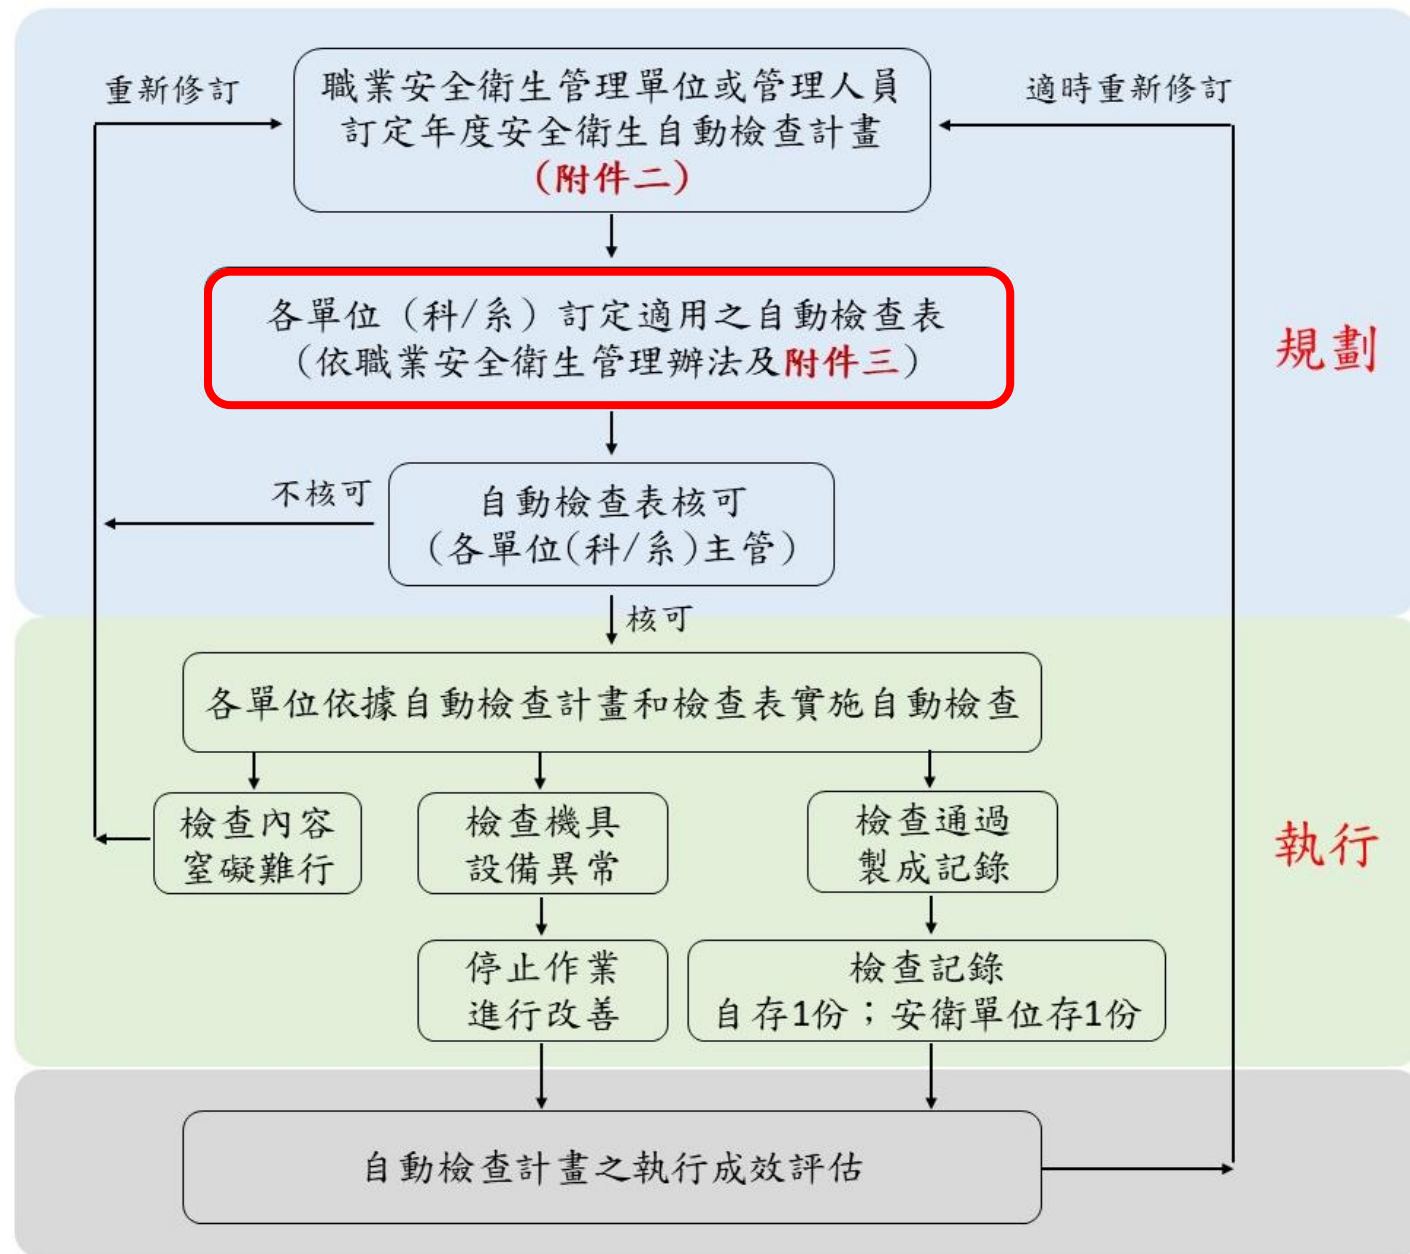 重新修訂
職業安全衛生管理單位或管理人員
訂定年度安全衛生自動檢查計畫
(附件二)
適時重新修訂
各單位（科/系）訂定適用之自動檢查表
(依職業安全衛生管理辦法及附件三)
規劃
不核可
自動檢查表核可
(各單位(科/系)主管)
核可
各單位依據自動檢查計畫和檢查表實施自動檢查
檢查內容
窒礙難行
檢查機具
設備異常
檢查通過
製成記錄
執行
停止作業
進行改善
檢查記錄
自存1份；安衛單位存1份
自動檢查計畫之執行成效評估